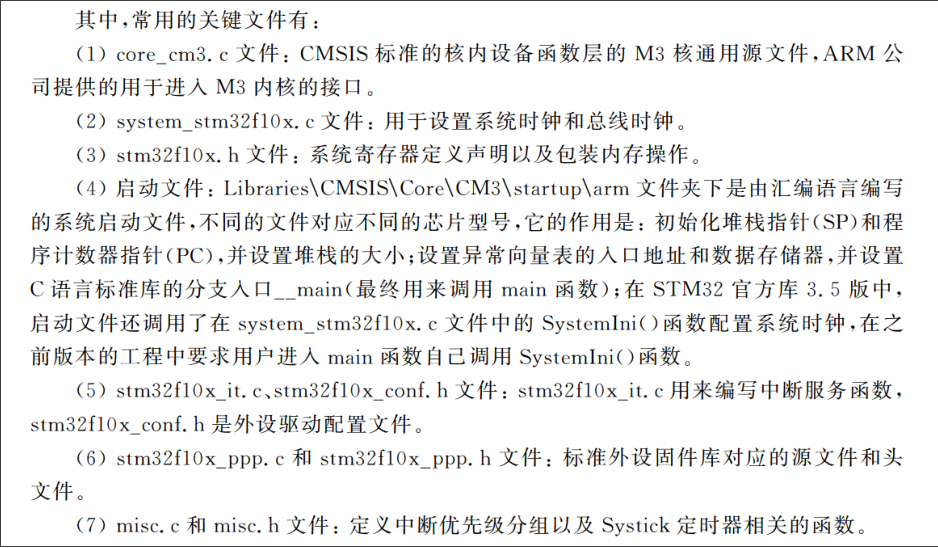 其中,常用的关键文件有:
(1) core_cm3.c 文件: CMSIS 标准的核内设备函数层的 M3 核通用源文件,ARM 公
司提供的用于进入 M3 内核的接口。
(2) system_stm32f10x.c 文件: 用于设置系统时钟和总线时钟。
(3) stm32f10x.h 文件: 系统寄存器定义声明以及包装内存操作。
(4) 启动文件: Libraries\CMSIS\Core\CM3\startup\arm 文件夹下是由汇编语言编写
的系统启动文件,不同的文件对应不同的芯片型号,它的作用是: 初始化堆栈指针(SP)和程
序计数器指针(PC),并设置堆栈的大小;设置异常向量表的入口地址和数据存储器,并设置
C 语言标准库的分支入口__main(最终用来调用 main 函数);在 STM32 官方库 3.5 版中,
启动文件还调用了在 system_stm32f10x.c 文件中的 SystemIni()函数配置系统时钟,在之
前版本的工程中要求用户进入 main 函数自己调用 SystemIni()函数。
(5) stm32f10x_it.c、stm32f10x_conf.h 文件: stm32f10x_it.c 用来编写中断服务函数,
stm32f10x_conf.h 是外设驱动配置文件。
(6) stm32f10x_ppp.c 和 stm32f10x_ppp.h 文件: 标准外设固件库对应的源文件和头
文件。
(7) misc.c 和 misc.h 文件: 定义中断优先级分组以及 Systick 定时器相关的函数。